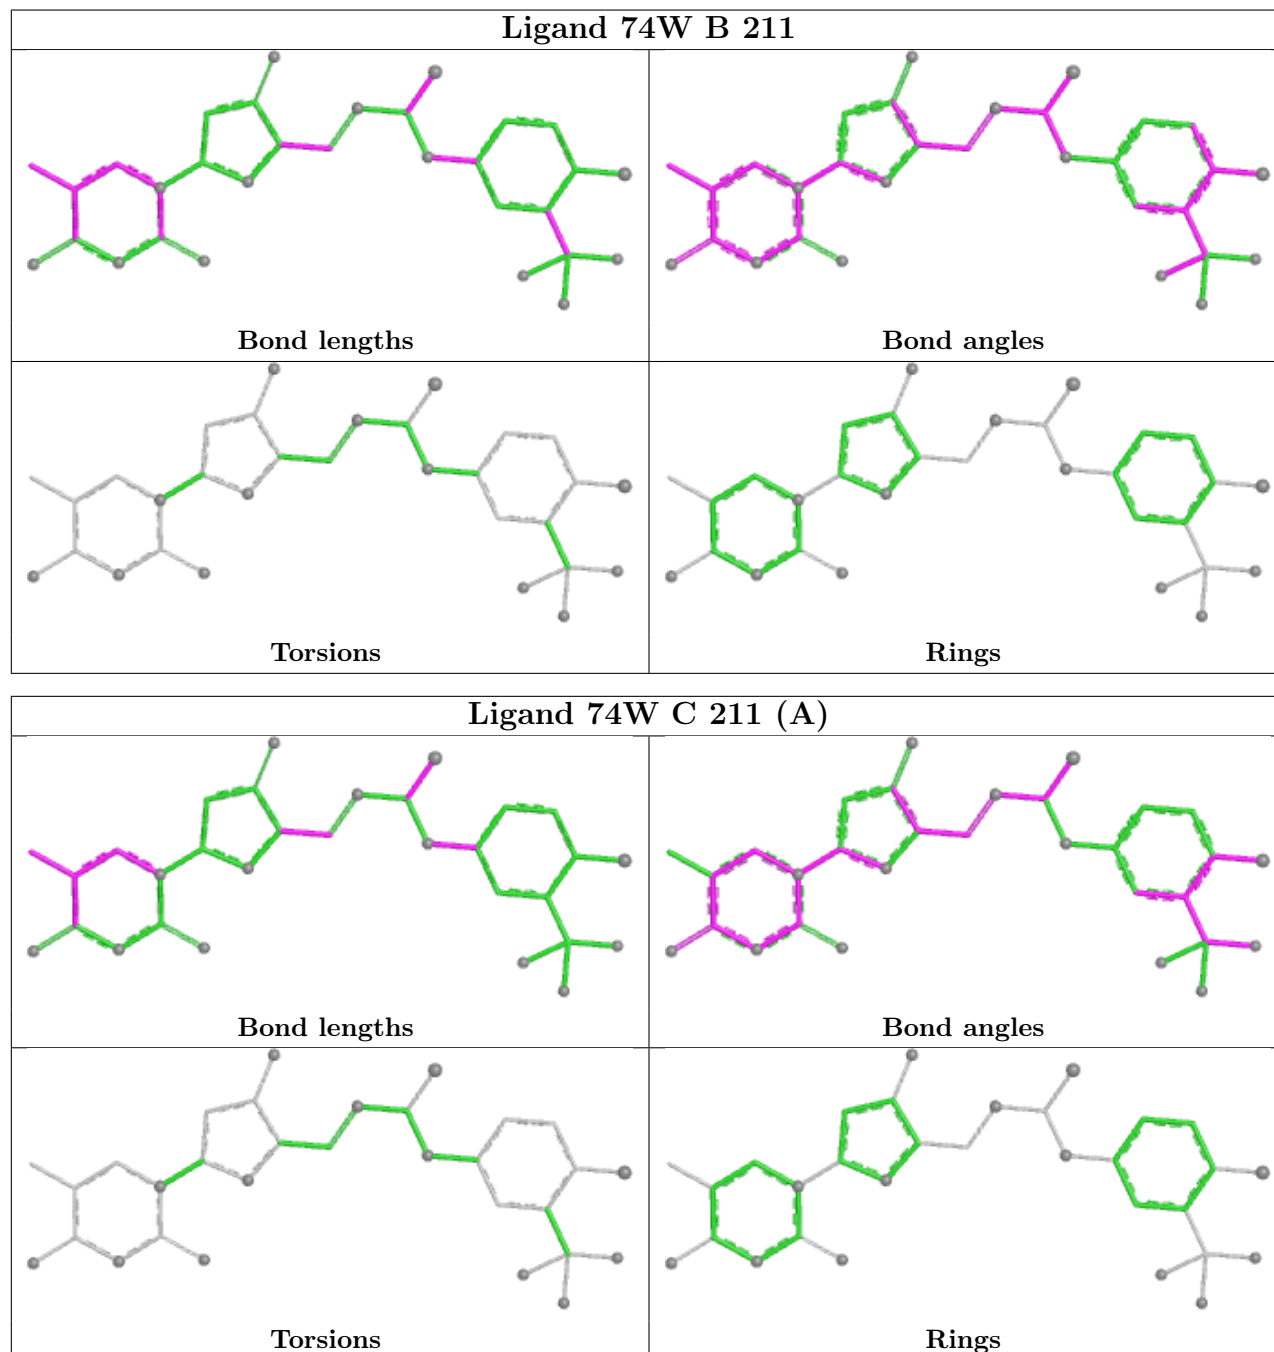 Ligand 74W B 211
Bond lengths
Bond angles
Torsions
Rings
Ligand 74W C 211 (A)
Bond lengths
Bond angles
Torsions
Rings